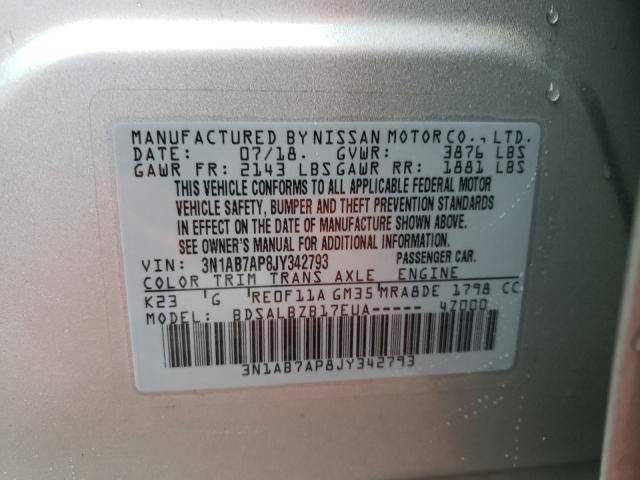 MANUFACTURED BY NISSAN MOTOR CO., LTD.
DATE: 07/18. GVWR: 3876 LBS
GAWR FR: 2143 LBS GAWR RR: 1881 LBS
THIS VEHICLE CONFORMS TO ALL APPLICABLE FEDERAL MOTOR
VEHICLE SAFETY, BUMPER AND THEFT PREVENTION STANDARDS
IN EFFECT ON THE DATE OF MANUFACTURE SHOWN ABOVE.
SEE OWNER'S MANUAL FOR ADDITIONAL INFORMATION.
VIN: 3N1AB7AP8JY342793 PASSENGER CAR.
COLOR TRIM TRANS AXLE ENGINE
K23 G RE0F11A GM35 MRA8DE 1798 CC
MODEL: BDSALBZB17EUA----- 47000
3N1AB7AP8JY342793